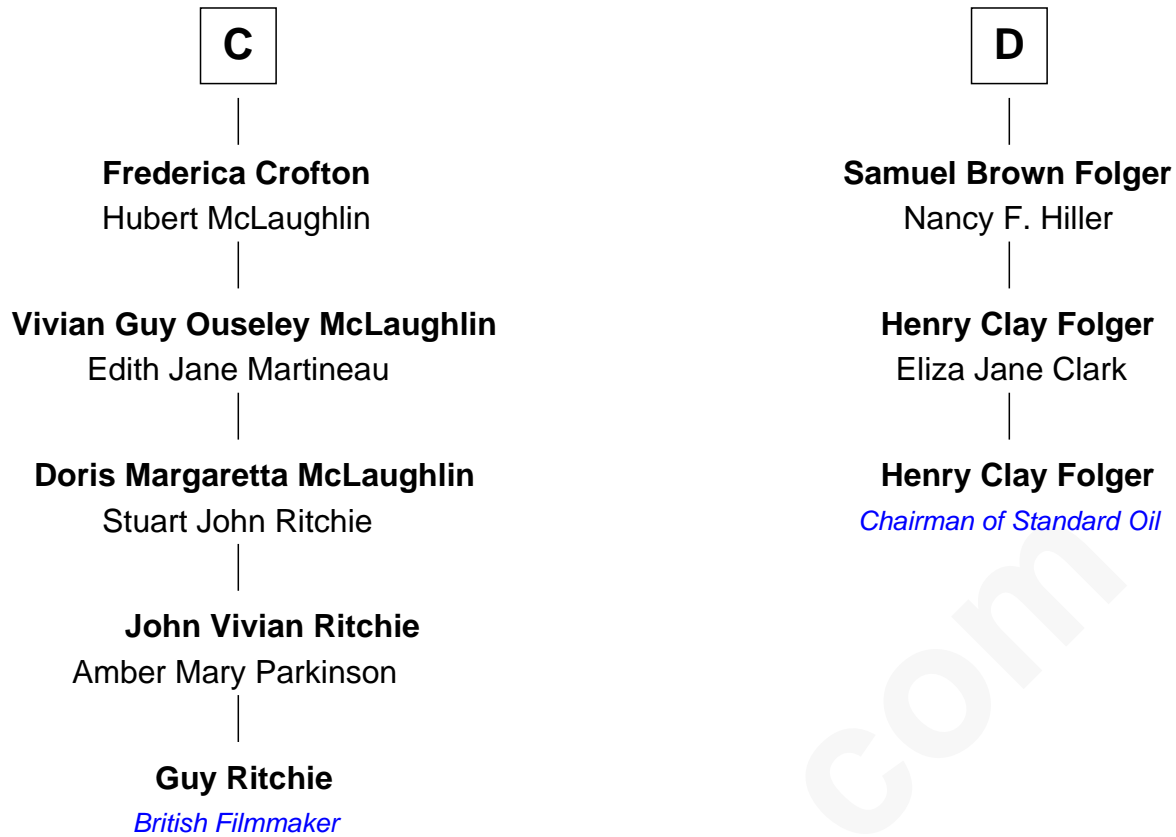 C
Frederica Crofton
Hubert McLaughlin
Vivian Guy Ouseley McLaughlin
Edith Jane Martineau
Doris Margaretta McLaughlin
Stuart John Ritchie
John Vivian Ritchie
Amber Mary Parkinson
Guy Ritchie
British Filmmaker
D
Samuel Brown Folger
Nancy F. Hiller
Henry Clay Folger
Eliza Jane Clark
Henry Clay Folger
Chairman of Standard Oil
com